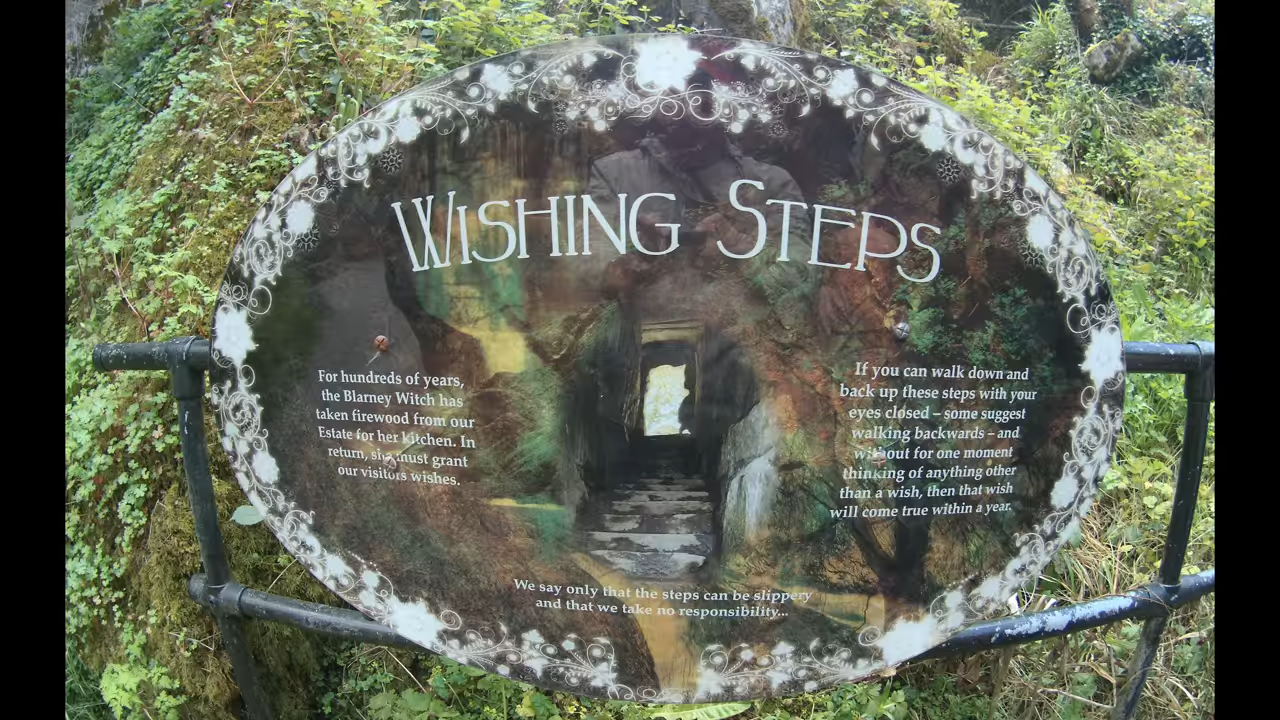 WISHING STEPS
For hundreds of years,
the Blarney Witch has
taken firewood from our
Estate for her kitchen. In
return, she must grant
our visitors wishes.
If you can walk down and
back up these steps with your
eyes closed – some suggest
walking backwards – and
without for one moment
thinking of anything other
than a wish, then that wish
will come true within a year.
We say only that the steps can be slippery
and that we take no responsibility...